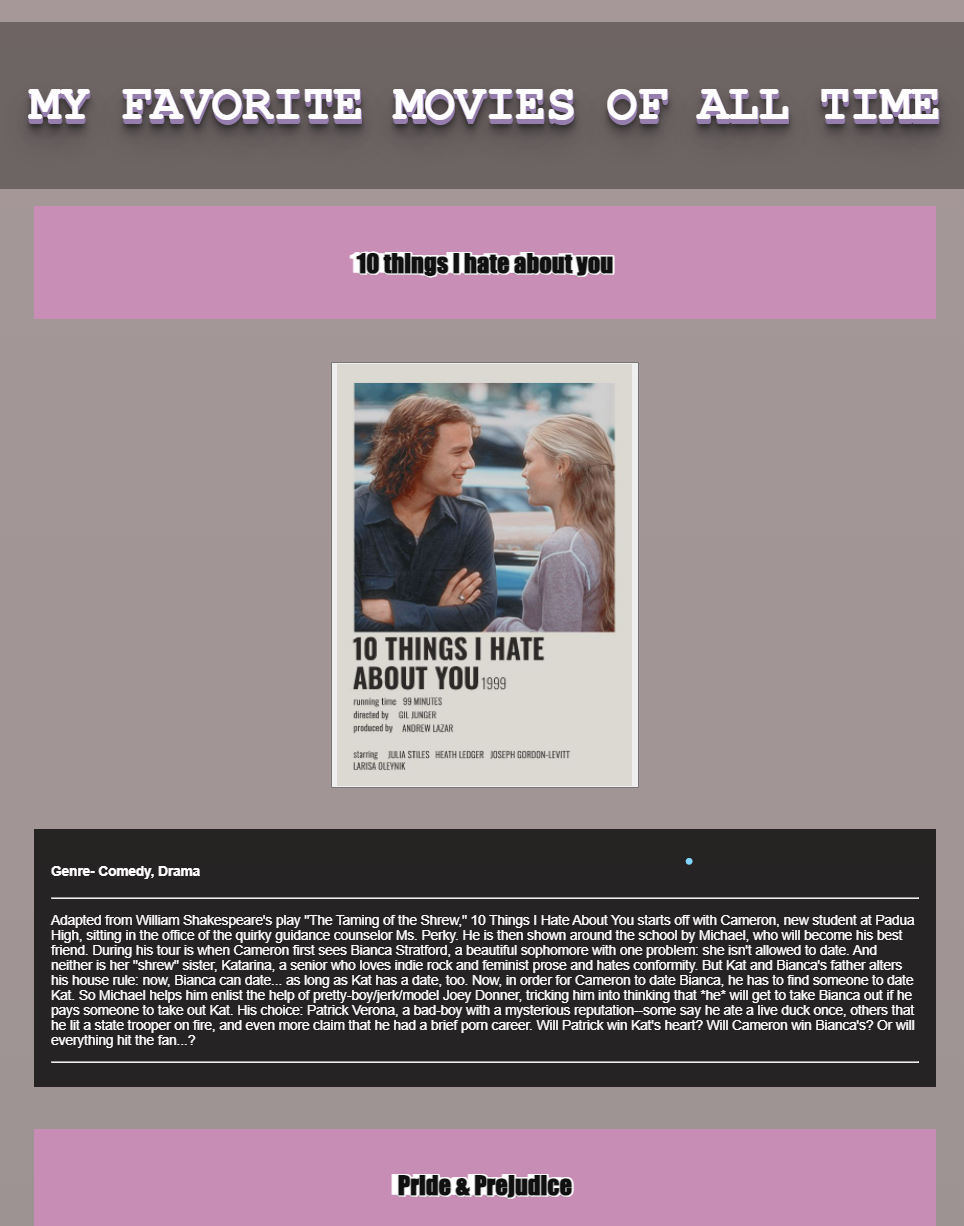 MY FAVORITE MOVIES OF ALL TIME
10 things I hate about you
10 THINGS I HATE
ABOUT YOU 1999
running time 99 MINUTES
directed by GIL JUNGER
produced by ANDREW LAZAR
starring JULIA STILES HEATH LEDGER JOSEPH GORDON-LEVITT
LARISA OLEYNIK
Genre- Comedy, Drama
Adapted from William Shakespeare's play "The Taming of the Shrew," 10 Things I Hate About You starts off with Cameron, new student at Padua
High, sitting in the office of the quirky guidance counselor Ms. Perky. He is then shown around the school by Michael, who will become his best
friend. During his tour is when Cameron first sees Bianca Stratford, a beautiful sophomore with one problem: she isn't allowed to date. And
neither is her "shrew" sister, Katarina, a senior who loves indie rock and feminist prose and hates conformity. But Kat and Bianca's father alters
his house rule: now, Bianca can date... as long as Kat has a date, too. Now, in order for Cameron to date Bianca, he has to find someone to date
Kat. So Michael helps him enlist the help of pretty-boy/jerk/model Joey Donner, tricking him into thinking that *he* will get to take Bianca out if he
pays someone to take out Kat. His choice: Patrick Verona, a bad-boy with a mysterious reputation--some say he ate a live duck once, others that
he lit a state trooper on fire, and even more claim that he had a brief porn career. Will Patrick win Kat's heart? Will Cameron win Bianca's? Or will
everything hit the fan...?
Pride & Prejudice